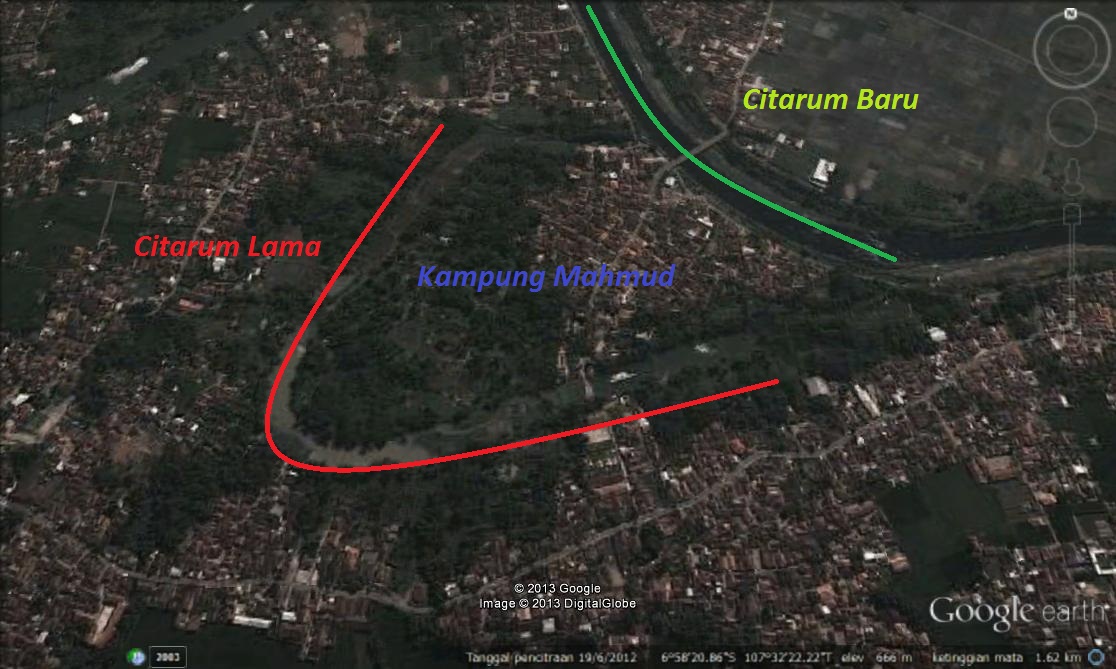 N
Citarum Baru
Citarum Lama
Kampung Mahmud
© 2013 Google
Image © 2013 DigitalGlobe
Google earth
2003
Tanggal pencitraan 19/6/2012 6°58'20.86"S 107°32'22.22"T elev 666 m ketinggian mata 1.62 km